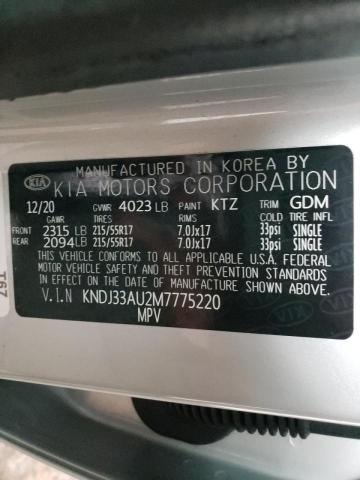 MANUFACTURED IN KOREA BY
KIA KIA MOTORS CORPORATION
12/20 GVWR 4023 LB PAINT KTZ TRIM GDM
GAWR TIRES RIMS COLD TIRE INFL
FRONT 2315 LB 215/55R17 7.0JX17 33psi SINGLE
REAR 2094 LB 215/55R17 7.0JX17 33psi SINGLE
THIS VEHICLE CONFORMS TO ALL APPLICABLE U.S.A. FEDERAL
MOTOR VEHICLE SAFETY, BUMPER AND THEFT PREVENTION STANDARDS
IN EFFECT ON THE DATE OF MANUFACTURE SHOWN ABOVE.
V.I.N KNDJ33AU2M7775220
MPV
T67